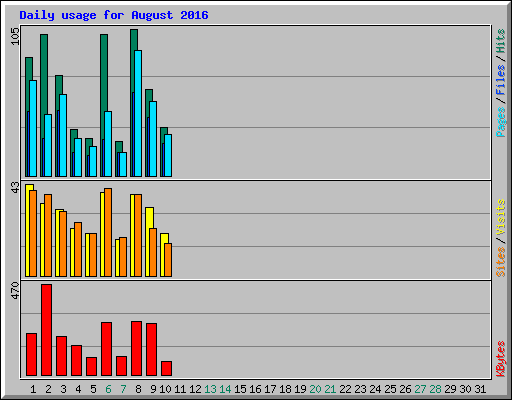 Daily usage for August 2016
105
Pages / Files / Hits
43
Sites / Visits
470
KBytes
1 2 3 4 5 6 7 8 9 10 11 12 13 14 15 16 17 18 19 20 21 22 23 24 25 26 27 28 29 30 31